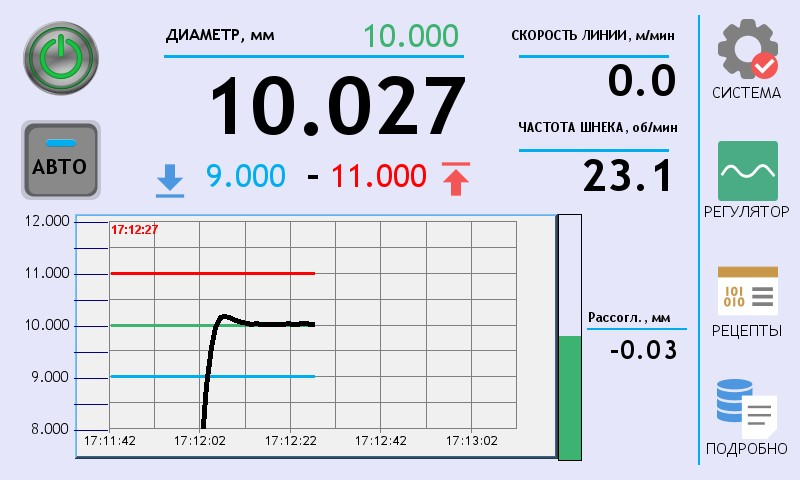 ДИАМЕТР, мм 10.000
10.027
9.000 - 11.000
СКОРОСТЬ ЛИНИИ, м/мин
0.0
ЧАСТОТА ШНЕКА, об/мин
23.1
СИСТЕМА
АВТО
РЕГУЛЯТОР
12.000
17:12:27
11.000
10.000
9.000
8.000
17:11:42 17:12:02 17:12:22 17:12:42 17:13:02
Рассогл., мм
-0.03
101
010
РЕЦЕПТЫ
ПОДРОБНО